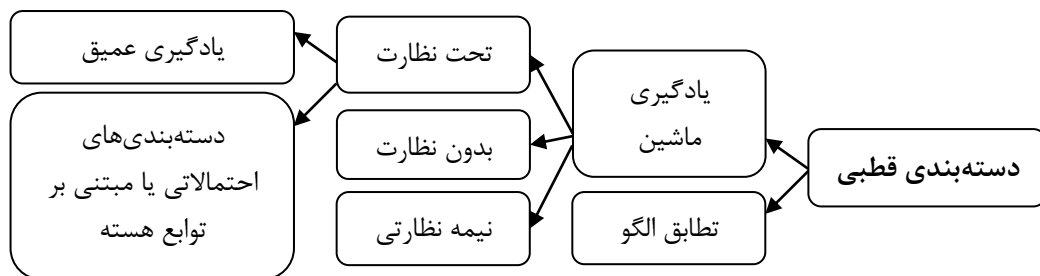 دسته‌بندی قطبی
یادگیری
ماشین
تطابق الگو
تحت نظارت
بدون نظارت
نیمه نظارتی
یادگیری عمیق
دسته‌بندی‌های
احتمالاتی یا مبتنی بر
توابع هسته